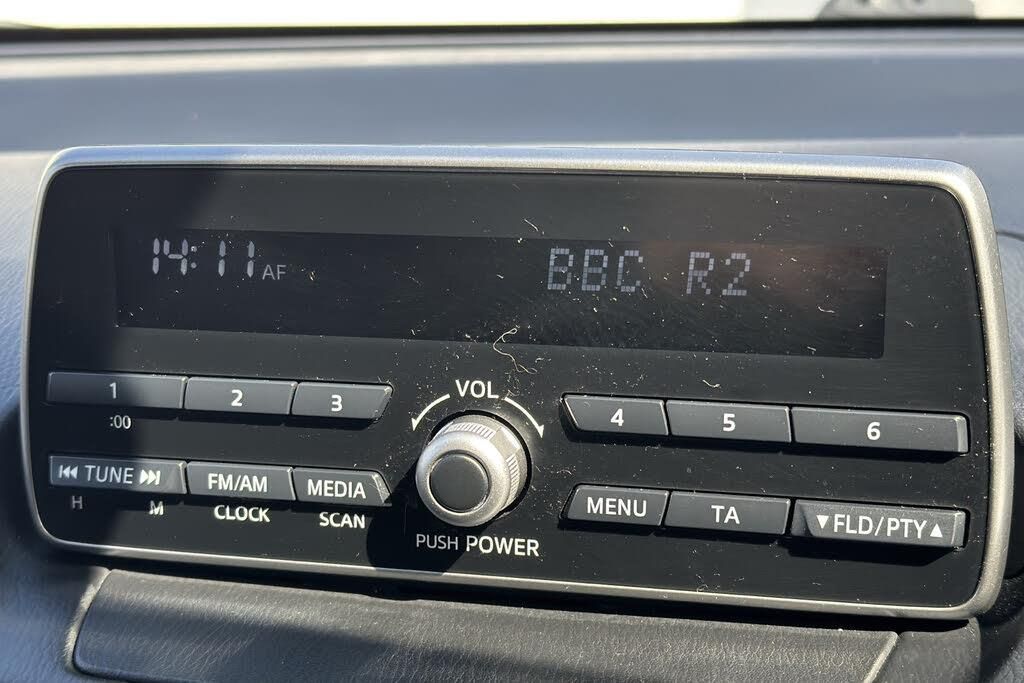 14:11 AF BBC R2
1 2 3 VOL 4 5 6
:00
TUNE FM/AM MEDIA MENU TA ▼FLD/PTY▲
H M CLOCK SCAN
PUSH POWER